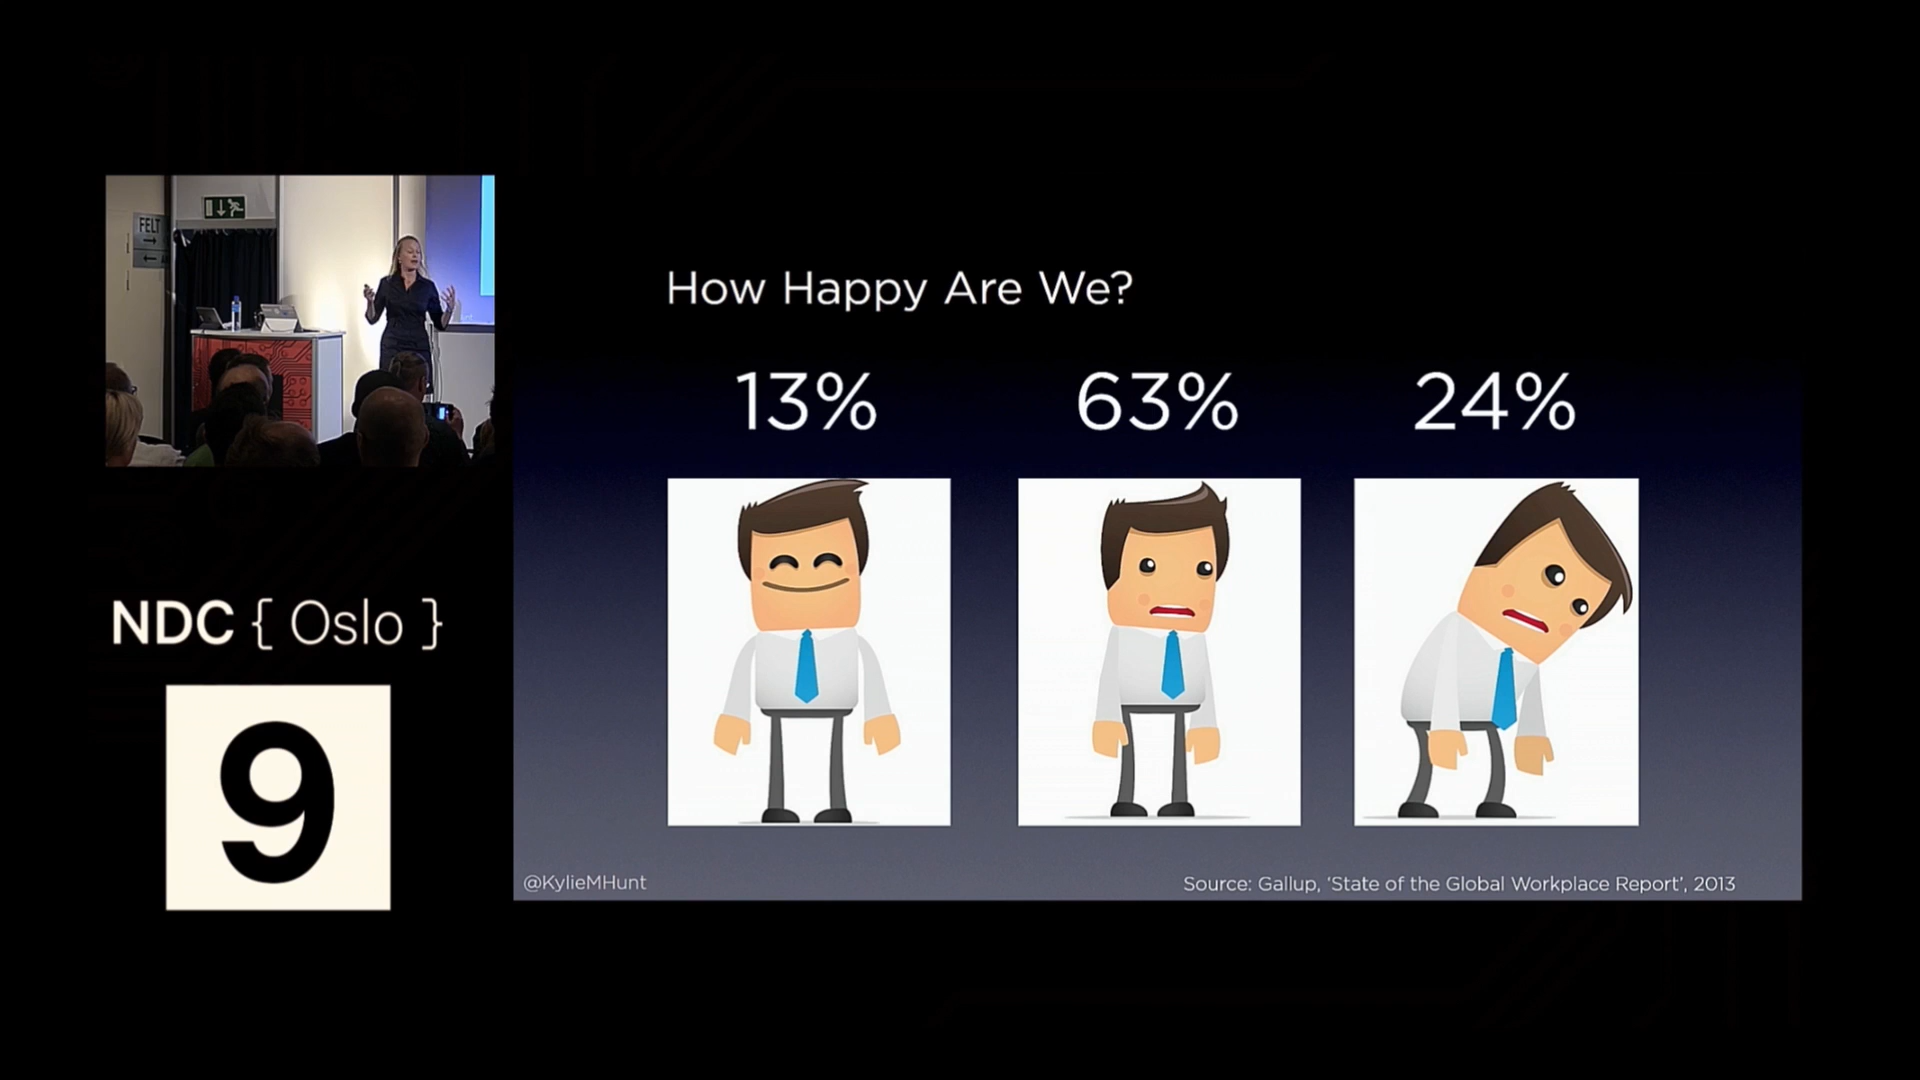 FELT
How Happy Are We?
13%
63%
24%
NDC { Oslo }
9
@KylieMHunt
Source: Gallup, ‘State of the Global Workplace Report’, 2013